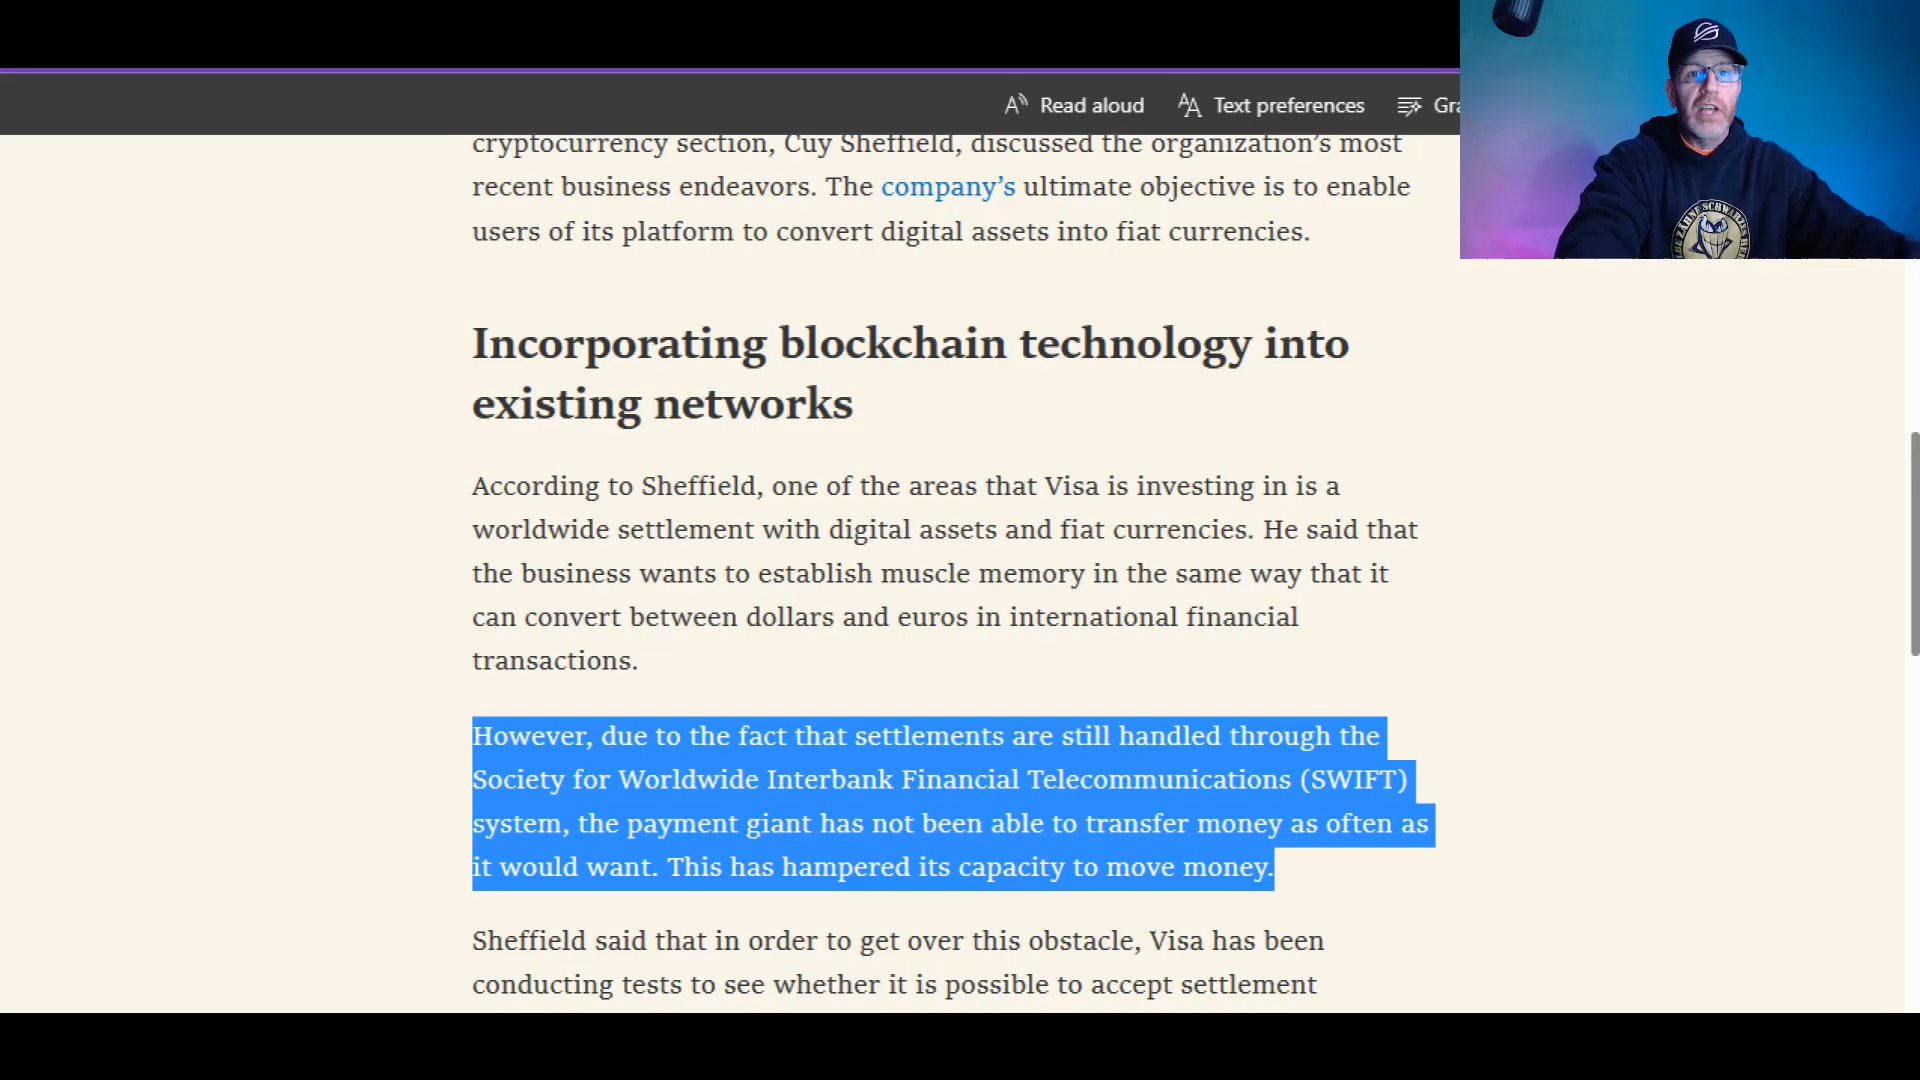 Read aloud
Text preferences
Gra
cryptocurrency section, Cuy Sheffield, discussed the organization's most
recent business endeavors. The company's ultimate objective is to enable
users of its platform to convert digital assets into fiat currencies.
Incorporating blockchain technology into
existing networks
According to Sheffield, one of the areas that Visa is investing in is a
worldwide settlement with digital assets and fiat currencies. He said that
the business wants to establish muscle memory in the same way that it
can convert between dollars and euros in international financial
transactions.
However, due to the fact that settlements are still handled through the
Society for Worldwide Interbank Financial Telecommunications (SWIFT)
system, the payment giant has not been able to transfer money as often as
it would want. This has hampered its capacity to move money.
Sheffield said that in order to get over this obstacle, Visa has been
conducting tests to see whether it is possible to accept settlement